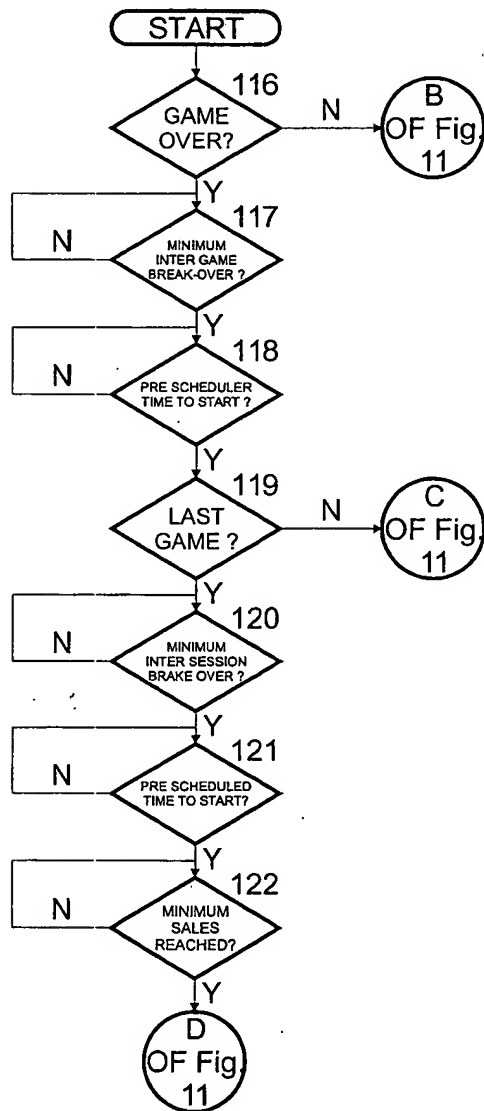 START
116
GAME
OVER?
N
B
OF Fig.
11
Y
117
N
MINIMUM
INTER GAME
BREAK-OVER ?
Y
118
N
PRE SCHEDULER
TIME TO START ?
Y
119
LAST
GAME ?
N
C
OF Fig.
11
Y
120
N
MINIMUM
INTER SESSION
BRAKE OVER ?
Y
121
N
PRE SCHEDULED
TIME TO START?
Y
122
N
MINIMUM
SALES
REACHED?
Y
D
OF Fig.
11